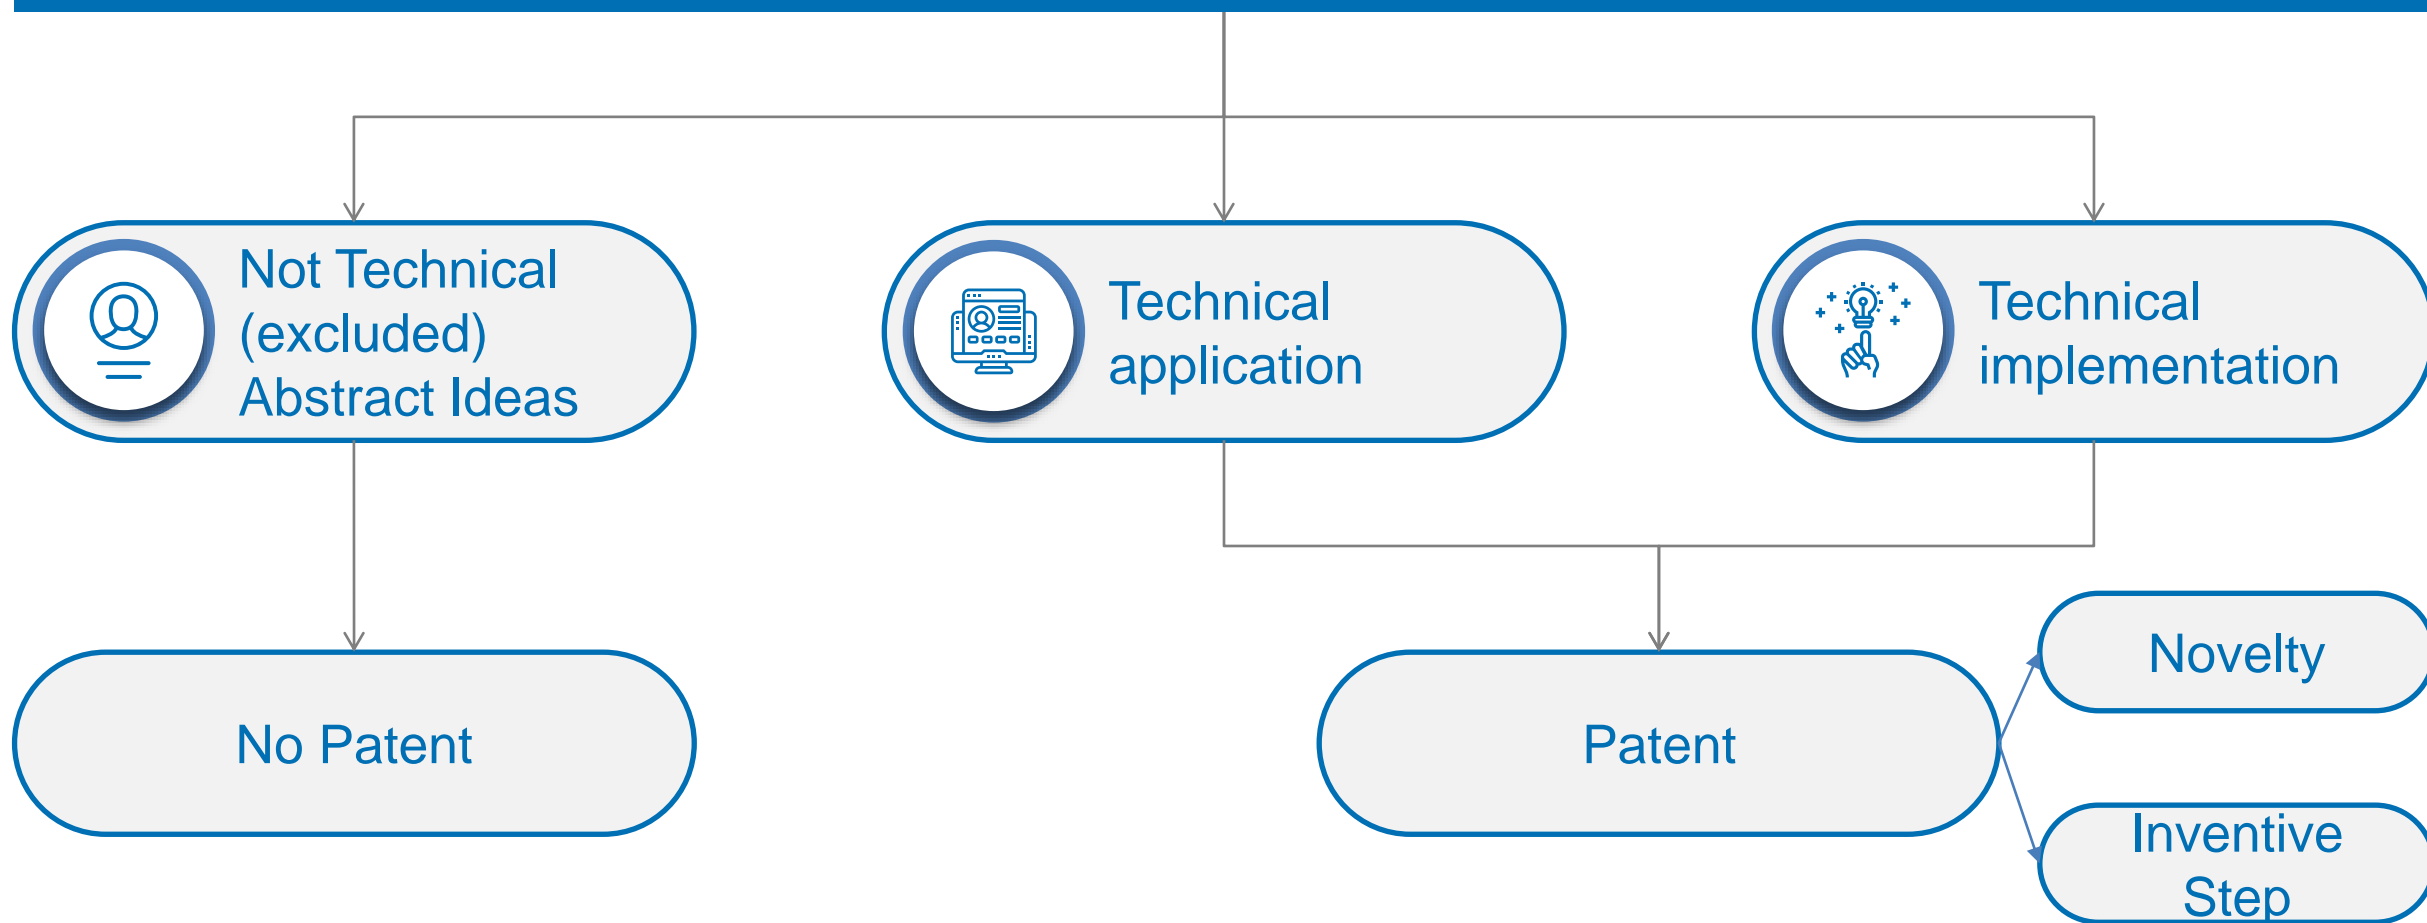 Not Technical
(excluded)
Abstract Ideas
Technical
application
Technical
implementation
No Patent
Patent
Novelty
Inventive
Step